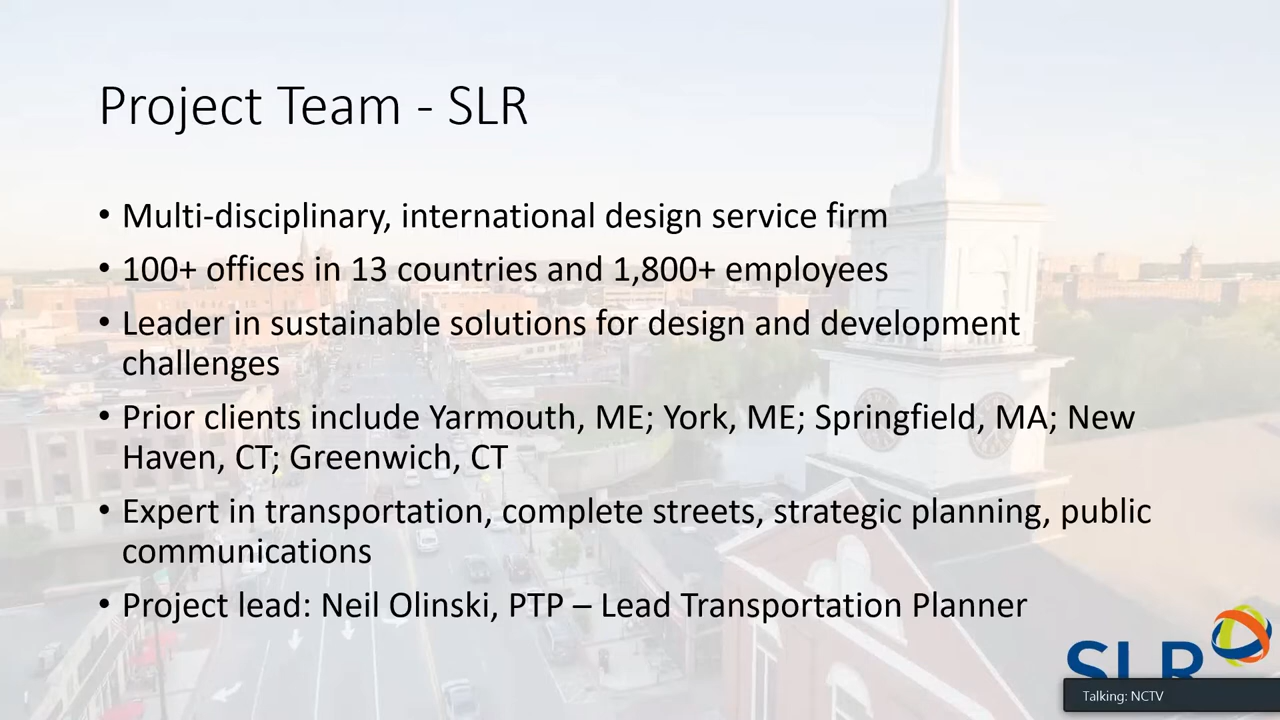 Project Team - SLR
• Multi-disciplinary, international design service firm
• 100+ offices in 13 countries and 1,800+ employees
• Leader in sustainable solutions for design and development
challenges
• Prior clients include Yarmouth, ME; York, ME; Springfield, MA; New
Haven, CT; Greenwich, CT
• Expert in transportation, complete streets, strategic planning, public
communications
• Project lead: Neil Olinski, PTP – Lead Transportation Planner
SLR
Talking: NCTV